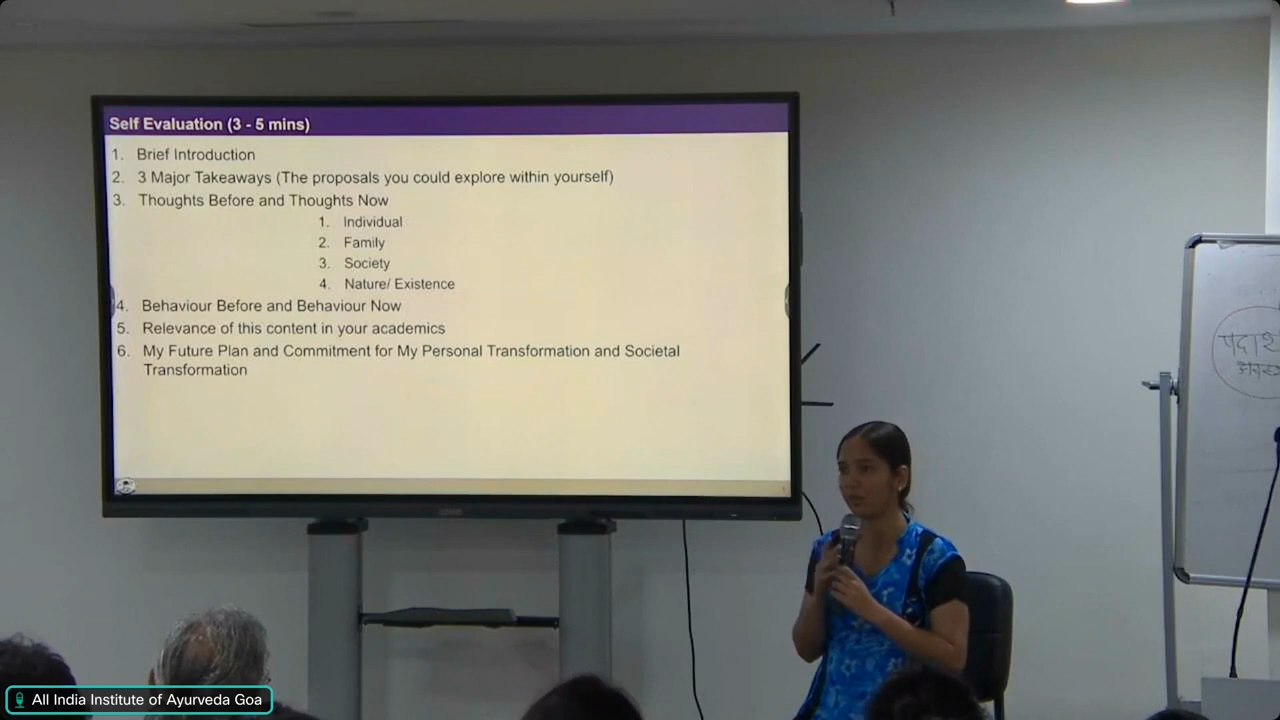 Self Evaluation (3 - 5 mins)
1. Brief Introduction
2. 3 Major Takeaways (The proposals you could explore within yourself)
3. Thoughts Before and Thoughts Now
1. Individual
2. Family
3. Society
4. Nature/ Existence
4. Behaviour Before and Behaviour Now
5. Relevance of this content in your academics
6. My Future Plan and Commitment for My Personal Transformation and Societal
Transformation
All India Institute of Ayurveda Goa